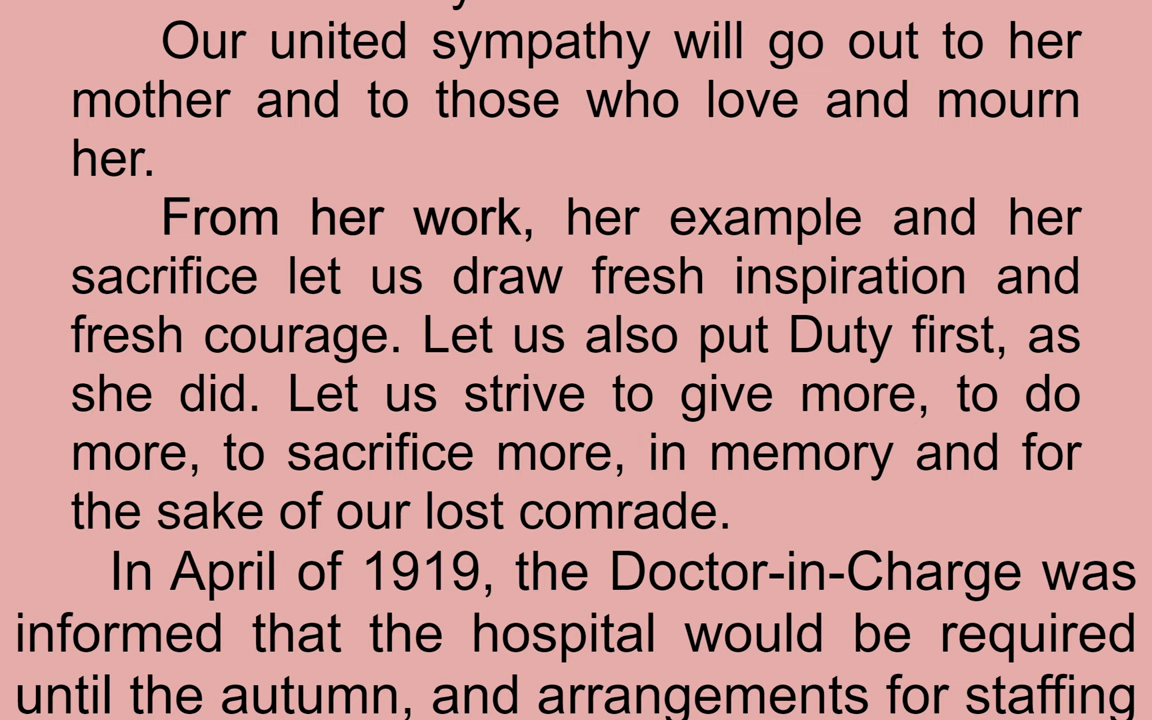 Our united sympathy will go out to her
mother and to those who love and mourn
her.
From her work, her example and her
sacrifice let us draw fresh inspiration and
fresh courage. Let us also put Duty first, as
she did. Let us strive to give more, to do
more, to sacrifice more, in memory and for
the sake of our lost comrade.
In April of 1919, the Doctor-in-Charge was
informed that the hospital would be required
until the autumn, and arrangements for staffing